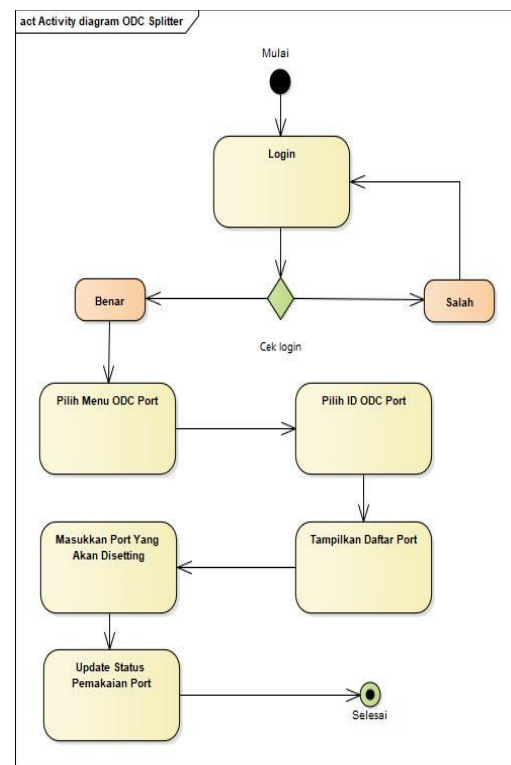 act Activity diagram ODC Splitter
Mulai
Login
Benar
Salah
Cek login
Pilih Menu ODC Port
Pilih ID ODC Port
Masukkan Port Yang
Akan Disetting
Tampilkan Daftar Port
Update Status
Pemakaian Port
Selesai